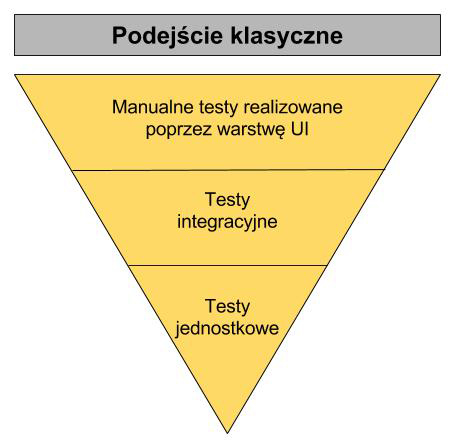 Podejście klasyczne
Manualne testy realizowane
poprzez warstwę UI
Testy
integracyjne
Testy
jednostkowe